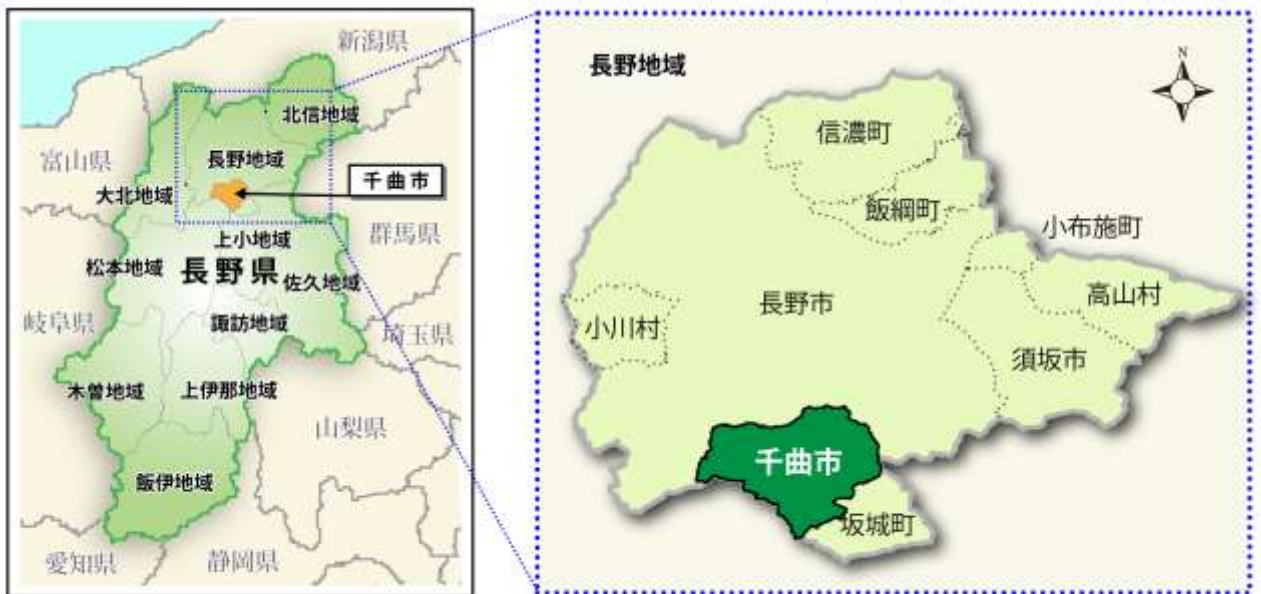 新潟県
北信地域
富山県
長野地域
千曲市
大北地域
群馬県
上小地域
松本地域
長野県
佐久地域
岐阜県
諏訪地域
埼玉県
木曽地域
上伊那地域
山梨県
飯伊地域
愛知県
静岡県
長野地域
N
信濃町
飯綱町
小布施町
高山村
長野市
小川村
須坂市
千曲市
坂城町